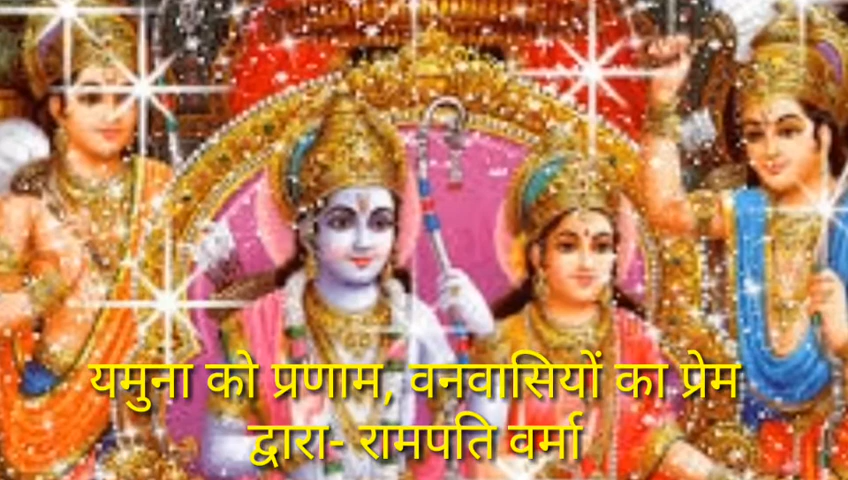 यमुना को प्रणाम, वनवासियों का प्रेम
द्वारा- रामपति वर्मा